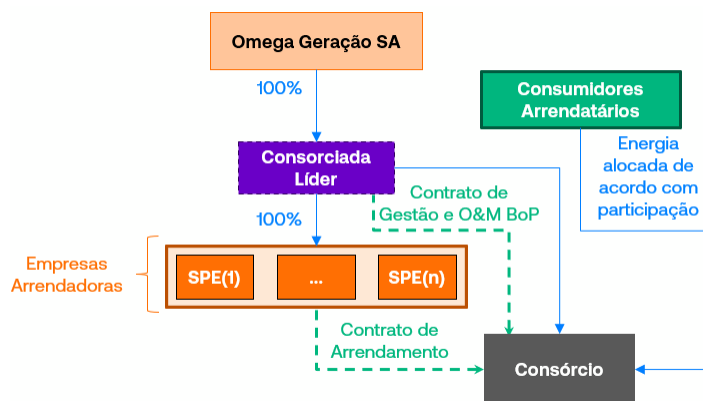 Omega Geração SA
100%
Consumidores
Arrendatários
Consorciada
Líder
Energia
alocada de
acordo com
participação
Contrato de
Gestão e O&M BoP
100%
Empresas
Arrendadoras
SPE(1)
...
SPE(n)
Contrato de
Arrendamento
Consórcio